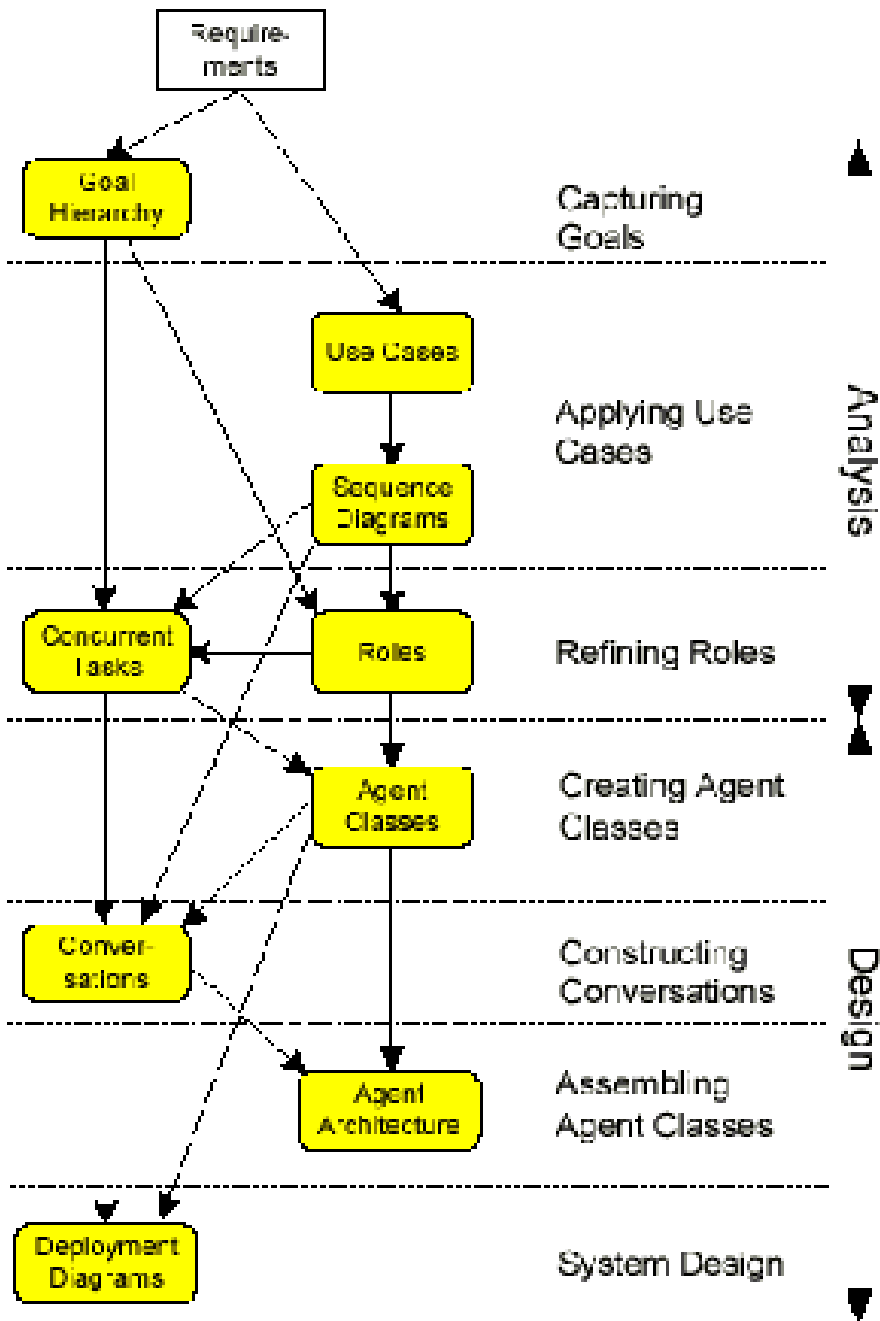 Require-
ments
Goal
Hierarchy
Capturing
Goals
Use Cases
Applying Use
Cases
Sequence
Diagrams
Analysis
Concurrent
Tasks
Roles
Refining Roles
Agent
Classes
Creating Agent
Classes
Conver-
sations
Constructing
Conversations
Design
Agent
Architecture
Assembling
Agent Classes
Deployment
Diagrams
System Design